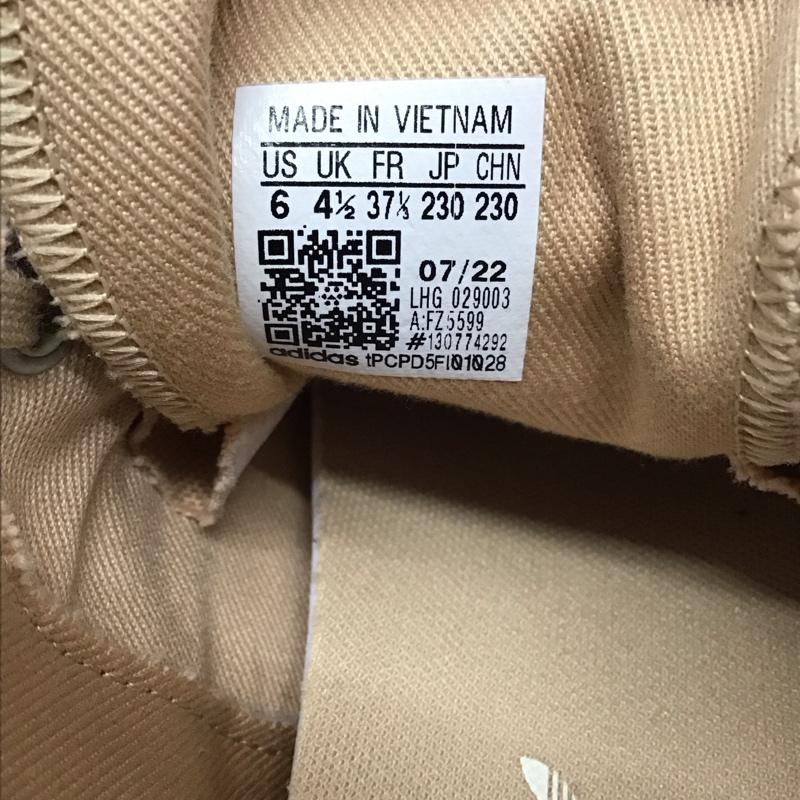 MADE IN VIETNAM
US UK FR JP CHN
6 4½ 37⅓ 230 230
07/22
LHG 029003
A:FZ5599
#130774292
adidas tPCPD5FI01028